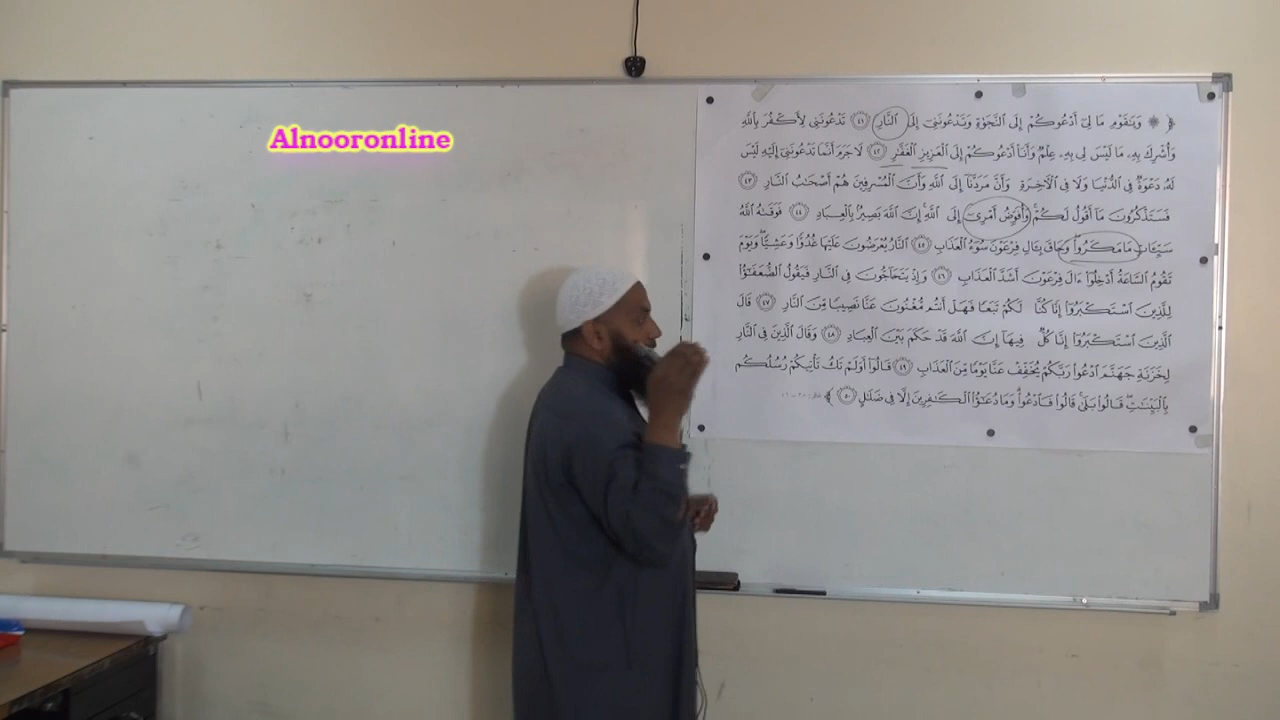 Alnooronline
﴿ ۞ وَيَٰقَوْمِ مَا لِىٓ أَدْعُوكُمْ إِلَى ٱلنَّجَوٰةِ وَتَدْعُونَنِىٓ إِلَى ٱلنَّارِ ٤١ تَدْعُونَنِى لِأَكْفُرَ بِٱللَّهِ
وَأُشْرِكَ بِهِۦ مَا لَيْسَ لِى بِهِۦ عِلْمٌ وَأَنَا۠ أَدْعُوكُمْ إِلَى ٱلْعَزِيزِ ٱلْغَفَّٰرِ ٤٢ لَا جَرَمَ أَنَّمَا تَدْعُونَنِىٓ إِلَيْهِ لَيْسَ
لَهُۥ دَعْوَةٌ فِى ٱلدُّنْيَا وَلَا فِى ٱلْءَاخِرَةِ وَأَنَّ مَرَدَّنَآ إِلَى ٱللَّهِ وَأَنَّ ٱلْمُسْرِفِينَ هُمْ أَصْحَٰبُ ٱلنَّارِ ٤٣
فَسَتَذْكُرُونَ مَآ أَقُولُ لَكُمْ وَأُفَوِّضُ أَمْرِىٓ إِلَى ٱللَّهِ إِنَّ ٱللَّهَ بَصِيرٌۢ بِٱلْعِبَادِ ٤٤ فَوَقَىٰهُ ٱللَّهُ
سَيِّـَٔاتِ مَا مَكَرُوا۟ وَحَاقَ بِـَٔالِ فِرْعَوْنَ سُوٓءُ ٱلْعَذَابِ ٤٥ ٱلنَّارُ يُعْرَضُونَ عَلَيْهَا غُدُوًّا وَعَشِيًّا وَيَوْمَ
تَقُومُ ٱلسَّاعَةُ أَدْخِلُوٓا۟ ءَالَ فِرْعَوْنَ أَشَدَّ ٱلْعَذَابِ ٤٦ وَإِذْ يَتَحَآجُّونَ فِى ٱلنَّارِ فَيَقُولُ ٱلضُّعَفَٰٓؤُا۟
لِلَّذِينَ ٱسْتَكْبَرُوٓا۟ إِنَّا كُنَّا لَكُمْ تَبَعًا فَهَلْ أَنتُم مُّغْنُونَ عَنَّا نَصِيبًا مِّنَ ٱلنَّارِ ٤٧ قَالَ
ٱلَّذِينَ ٱسْتَكْبَرُوٓا۟ إِنَّا كُلٌّ فِيهَآ إِنَّ ٱللَّهَ قَدْ حَكَمَ بَيْنَ ٱلْعِبَادِ ٤٨ وَقَالَ ٱلَّذِينَ فِى ٱلنَّارِ
لِخَزَنَةِ جَهَنَّمَ ٱدْعُوا۟ رَبَّكُمْ يُخَفِّفْ عَنَّا يَوْمًا مِّنَ ٱلْعَذَابِ ٤٩ قَالُوٓا۟ أَوَلَمْ تَكُ تَأْتِيكُمْ رُسُلُكُم
بِٱلْبَيِّنَٰتِ قَالُوا۟ بَلَىٰ قَالُوا۟ فَٱدْعُوا۟ وَمَا دُعَٰٓؤُا۟ ٱلْكَٰفِرِينَ إِلَّا فِى ضَلَٰلٍ ٥٠ ﴾